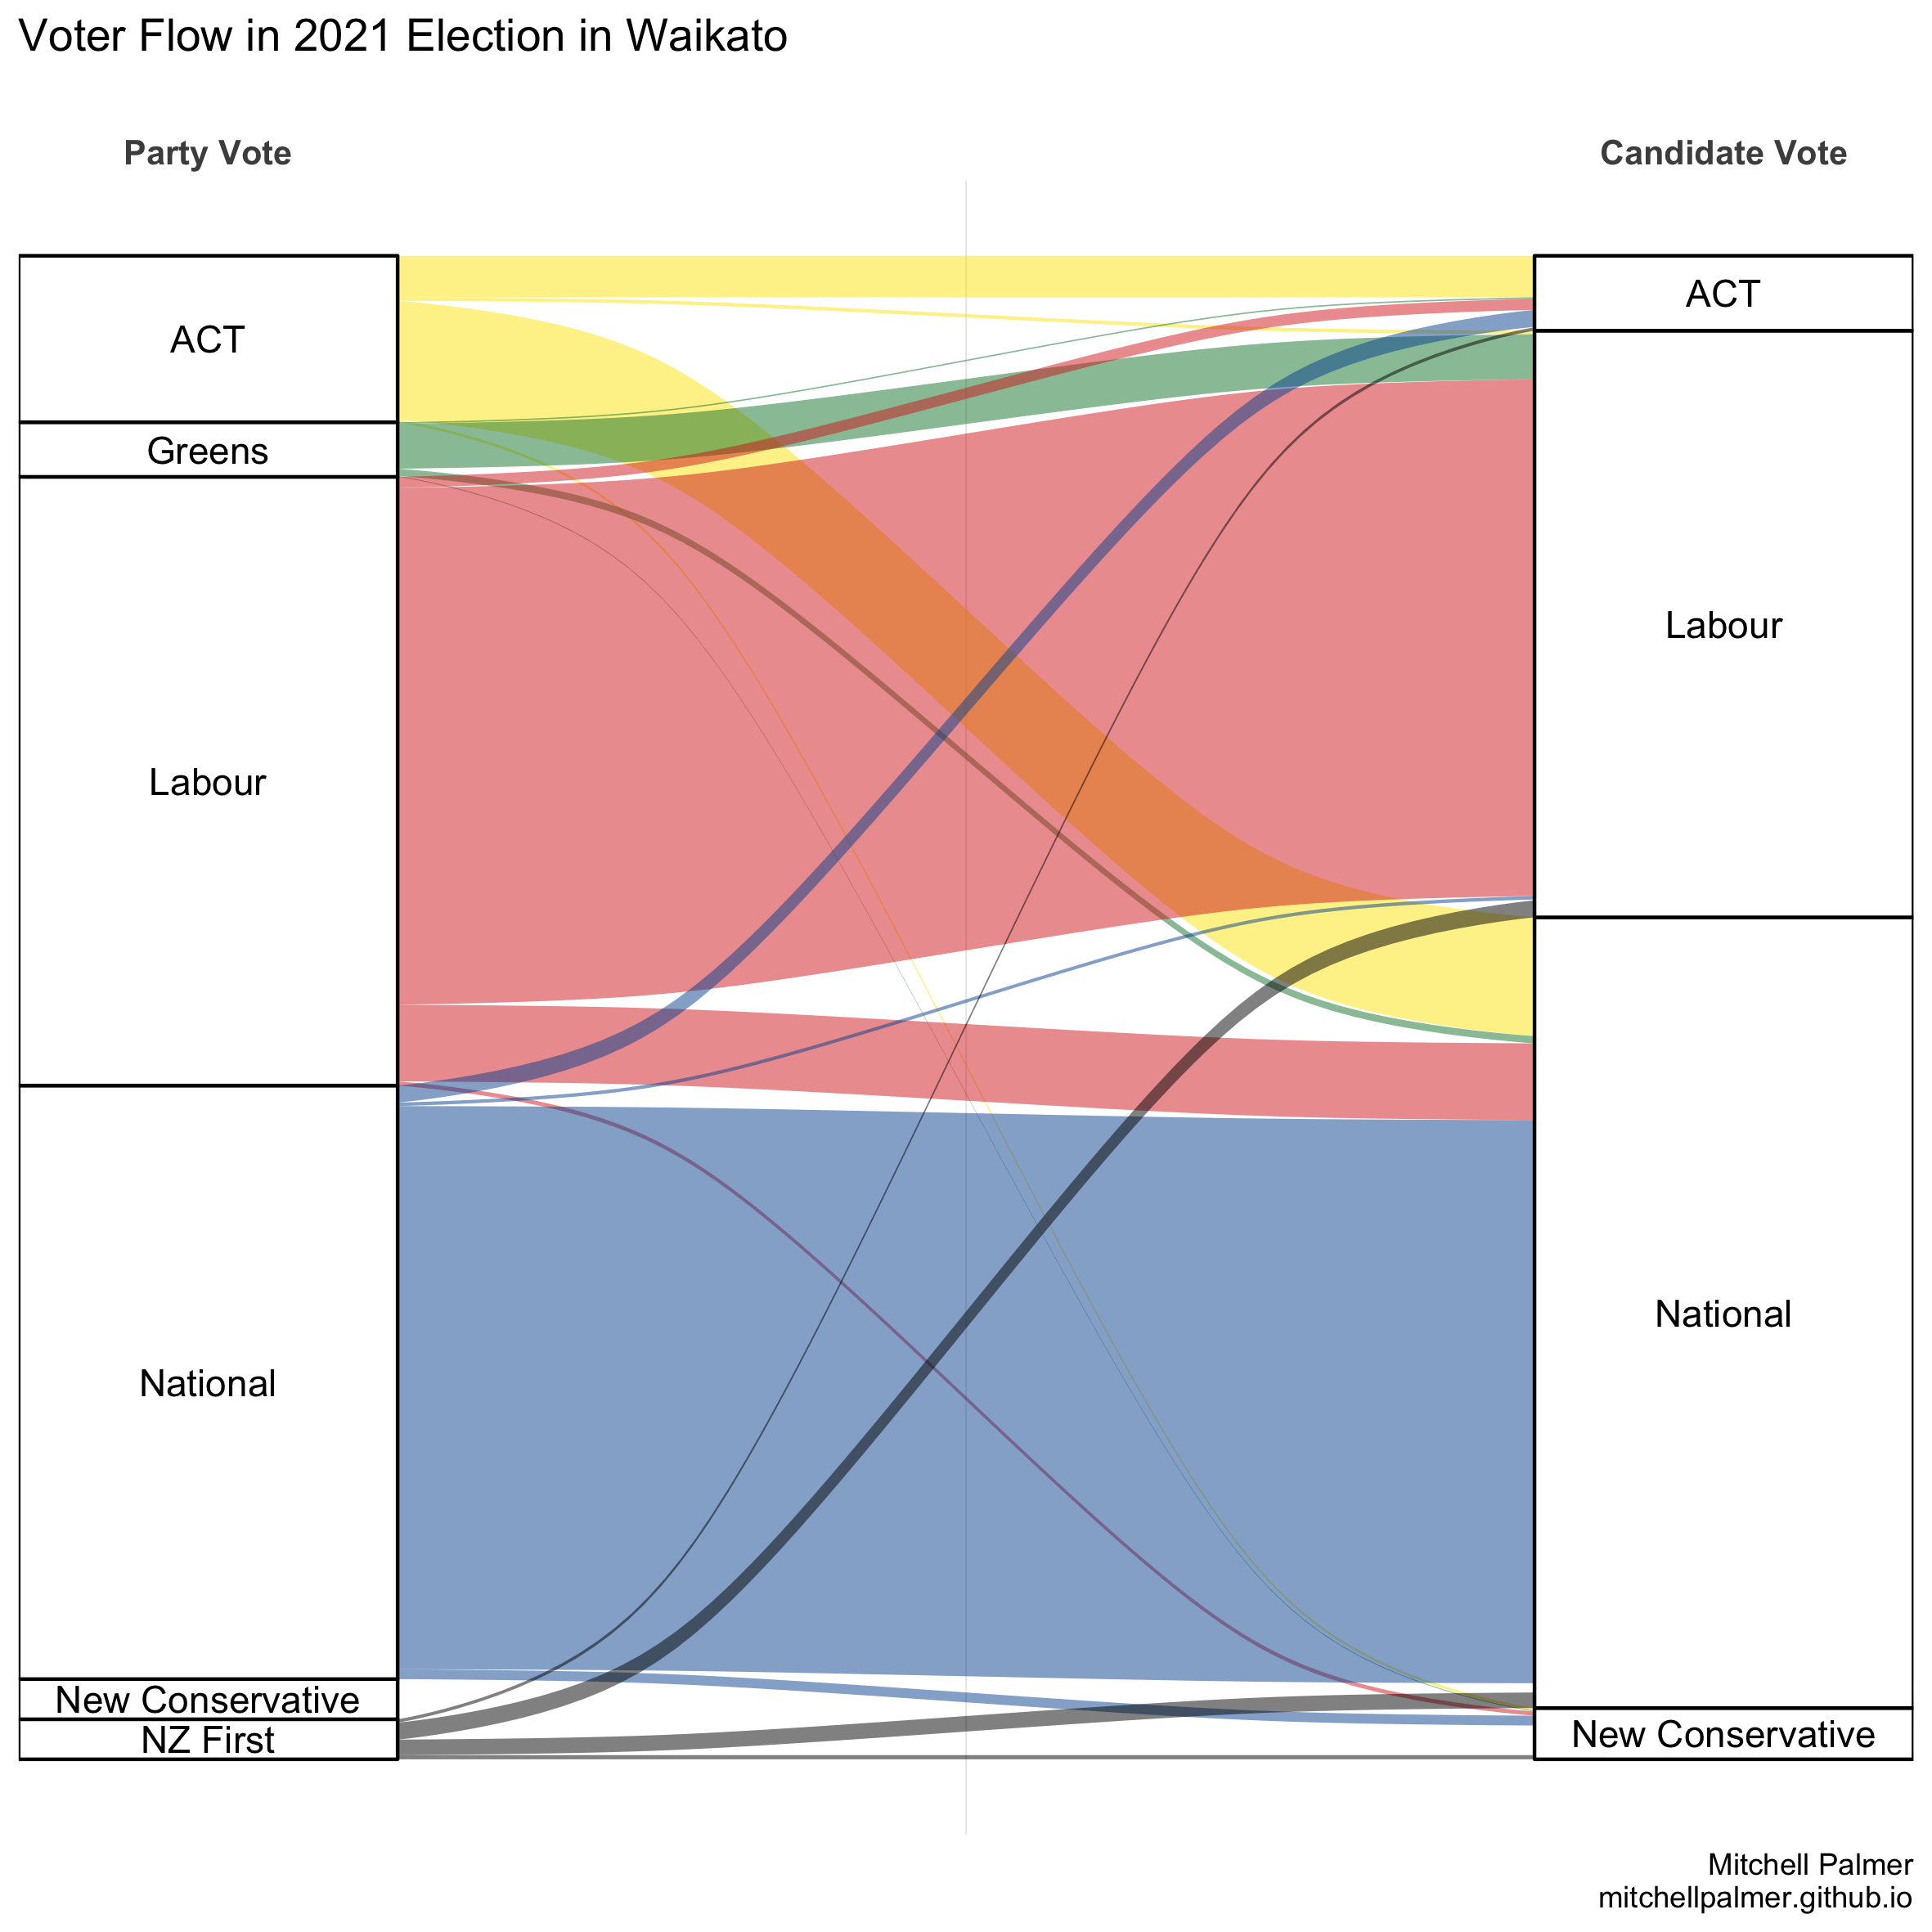 Voter Flow in 2021 Election in Waikato
Party Vote
Candidate Vote
ACT
Greens
Labour
National
New Conservative
NZ First
ACT
Labour
National
New Conservative
Mitchell Palmer
mitchellpalmer.github.io